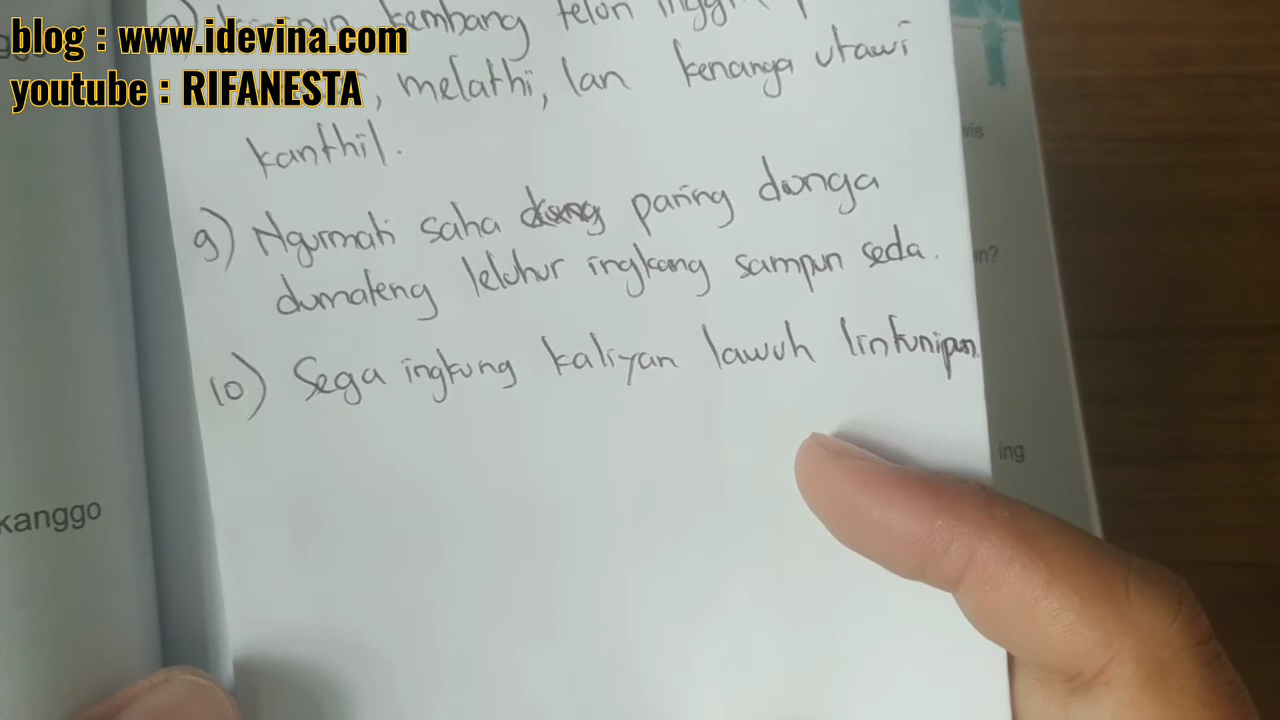 blog : www.idevina.com
youtube : RIFANESTA
kembang telon
, melathi, lan kenanga utawi
kanthil.
9) Ngurmati saha paring donga
dumateng leluhur ingkang sampun seda.
10) Sega ingkung kaliyan lawuh lintunipun.
kanggo
ing